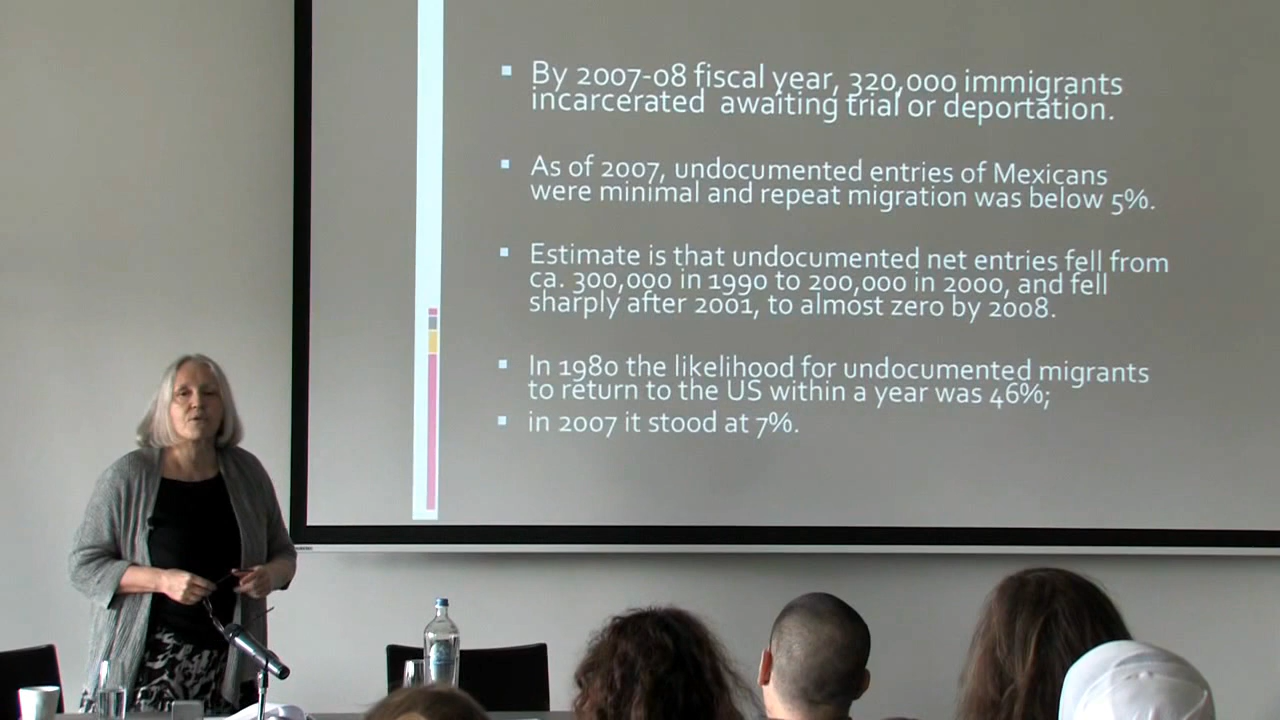 ▪ By 2007-08 fiscal year, 320,000 immigrants
incarcerated awaiting trial or deportation.
▪ As of 2007, undocumented entries of Mexicans
were minimal and repeat migration was below 5%.
▪ Estimate is that undocumented net entries fell from
ca. 300,000 in 1990 to 200,000 in 2000, and fell
sharply after 2001, to almost zero by 2008.
▪ In 1980 the likelihood for undocumented migrants
to return to the US within a year was 46%;
▪ in 2007 it stood at 7%.